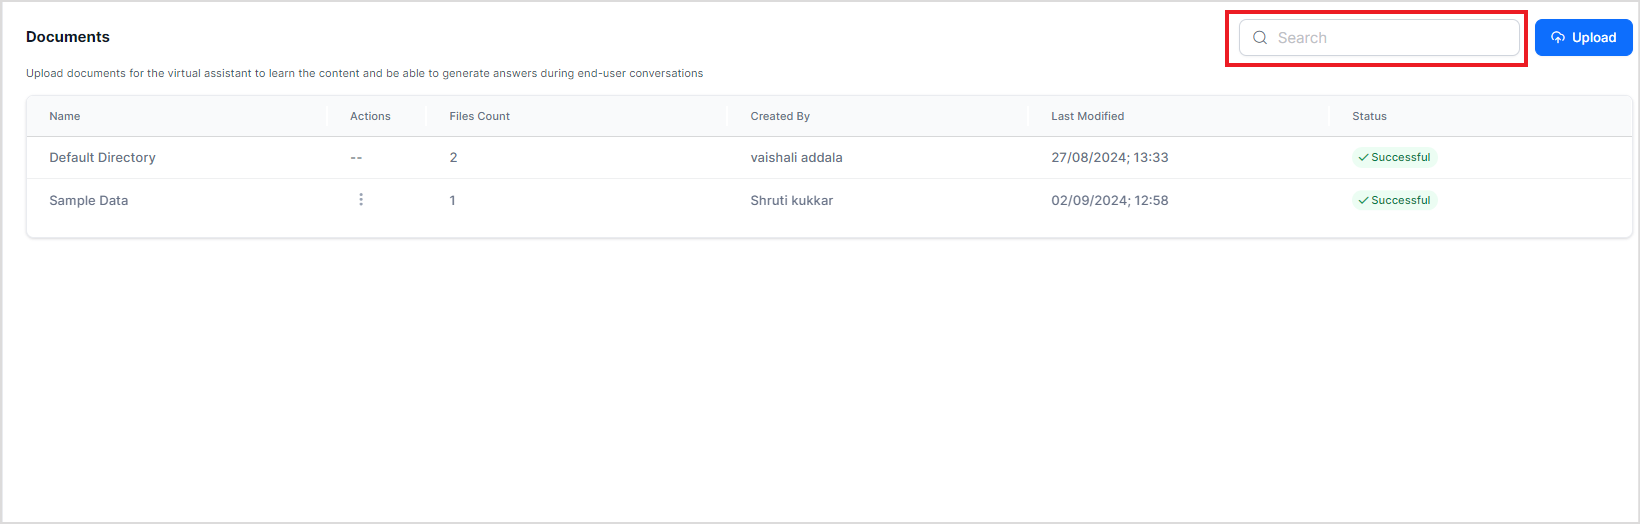 Documents
Search
Upload
Upload documents for the virtual assistant to learn the content and be able to generate answers during end-user conversations
Name Actions Files Count Created By Last Modified Status
Default Directory -- 2 vaishali addala 27/08/2024; 13:33 Successful
Sample Data 1 Shruti kukkar 02/09/2024; 12:58 Successful